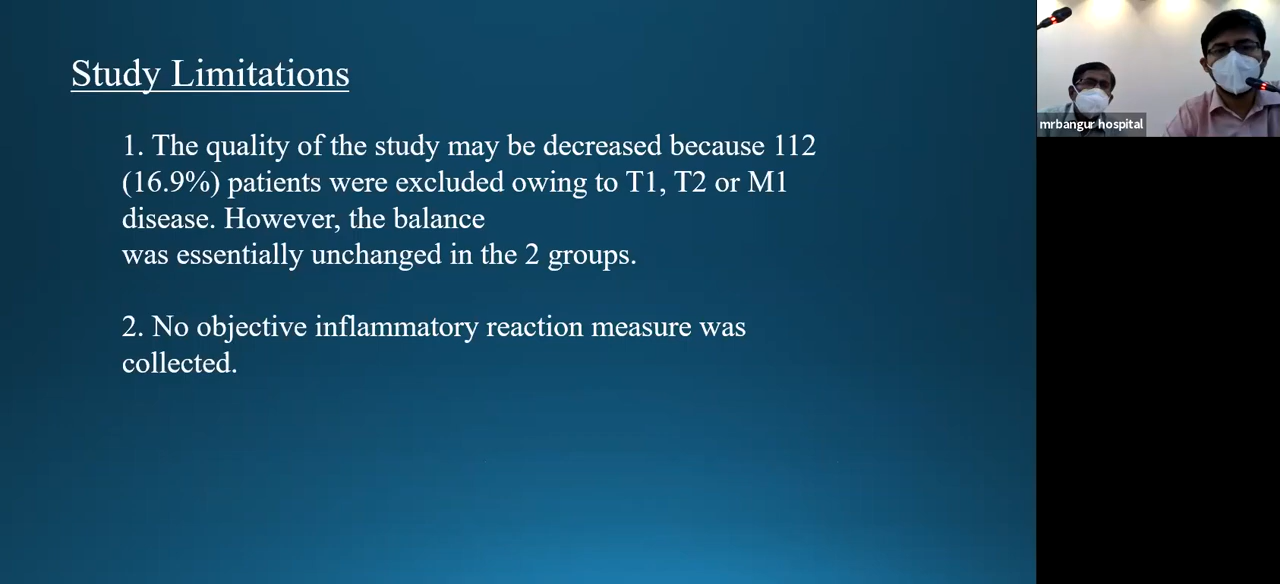 Study Limitations
1. The quality of the study may be decreased because 112
(16.9%) patients were excluded owing to T1, T2 or M1
disease. However, the balance
was essentially unchanged in the 2 groups.
2. No objective inflammatory reaction measure was
collected.
mrbangur hospital